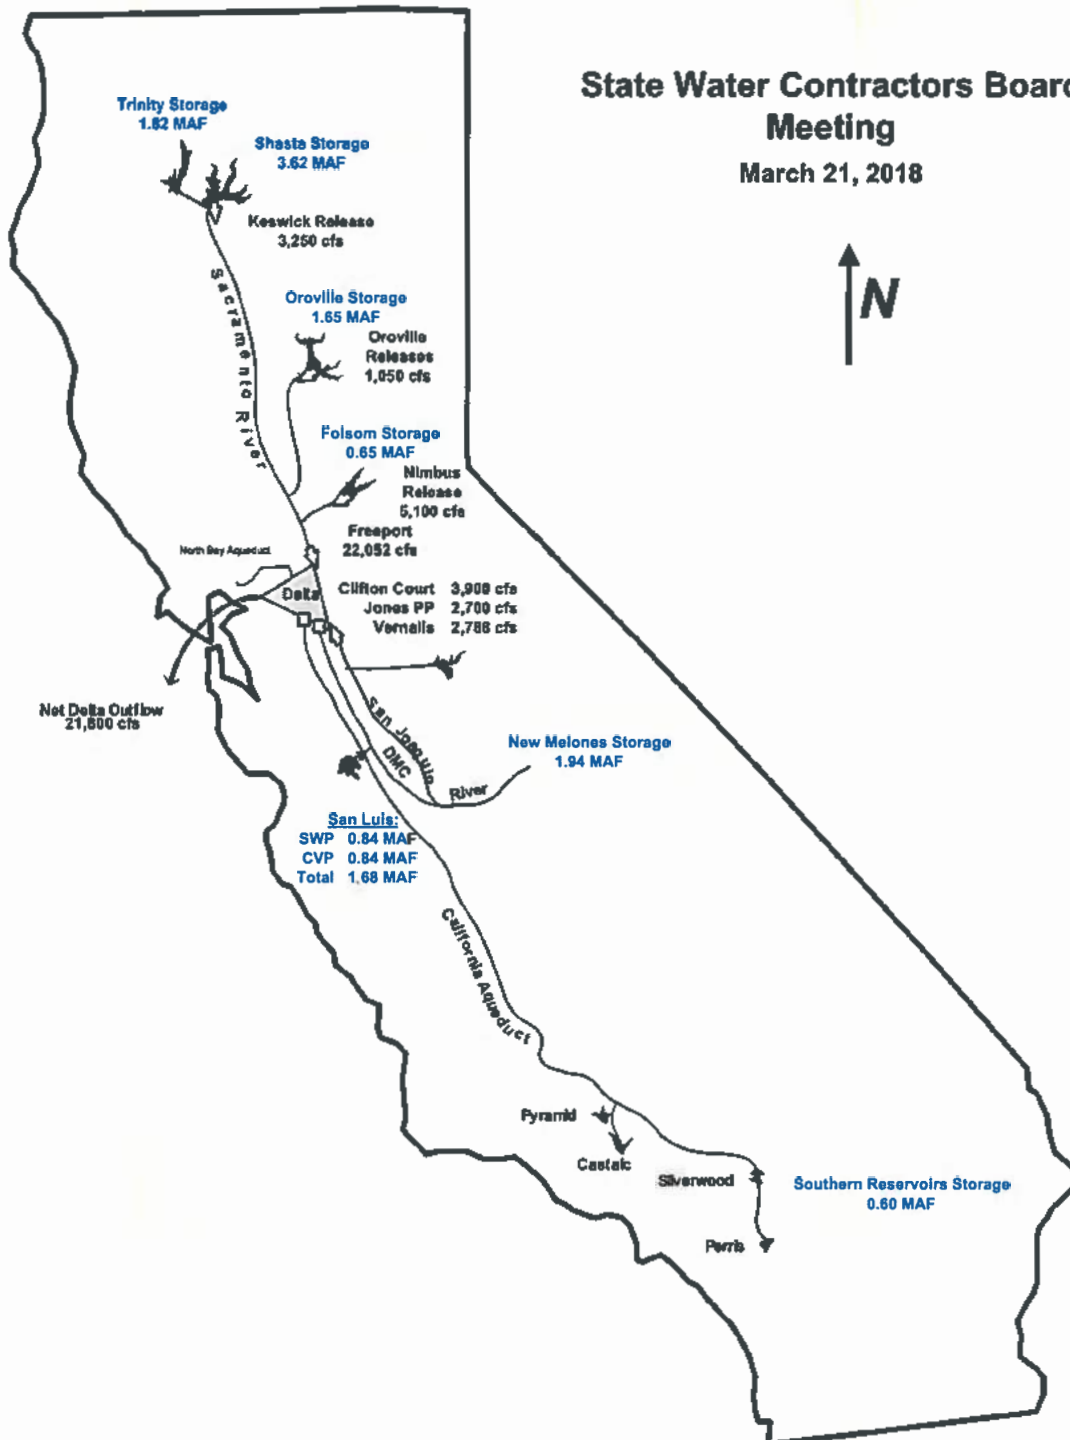 State Water Contractors Board
Meeting
March 21, 2018
N
Trinity Storage
1.82 MAF
Shasta Storage
3.62 MAF
Keswick Release
3,250 cfs
Sacramento River
Oroville Storage
1.65 MAF
Oroville
Releases
1,050 cfs
Folsom Storage
0.65 MAF
Nimbus
Release
5,100 cfs
Freeport
22,052 cfs
North Bay Aqueduct
Delta
Clifton Court 3,908 cfs
Jones PP 2,700 cfs
Vernalis 2,786 cfs
Net Delta Outflow
21,600 cfs
San Joaquin
River
DMC
New Melones Storage
1.94 MAF
San Luis:
SWP 0.84 MAF
CVP 0.84 MAF
Total 1.68 MAF
California Aqueduct
Pyramid
Castaic
Silverwood
Perris
Southern Reservoirs Storage
0.60 MAF